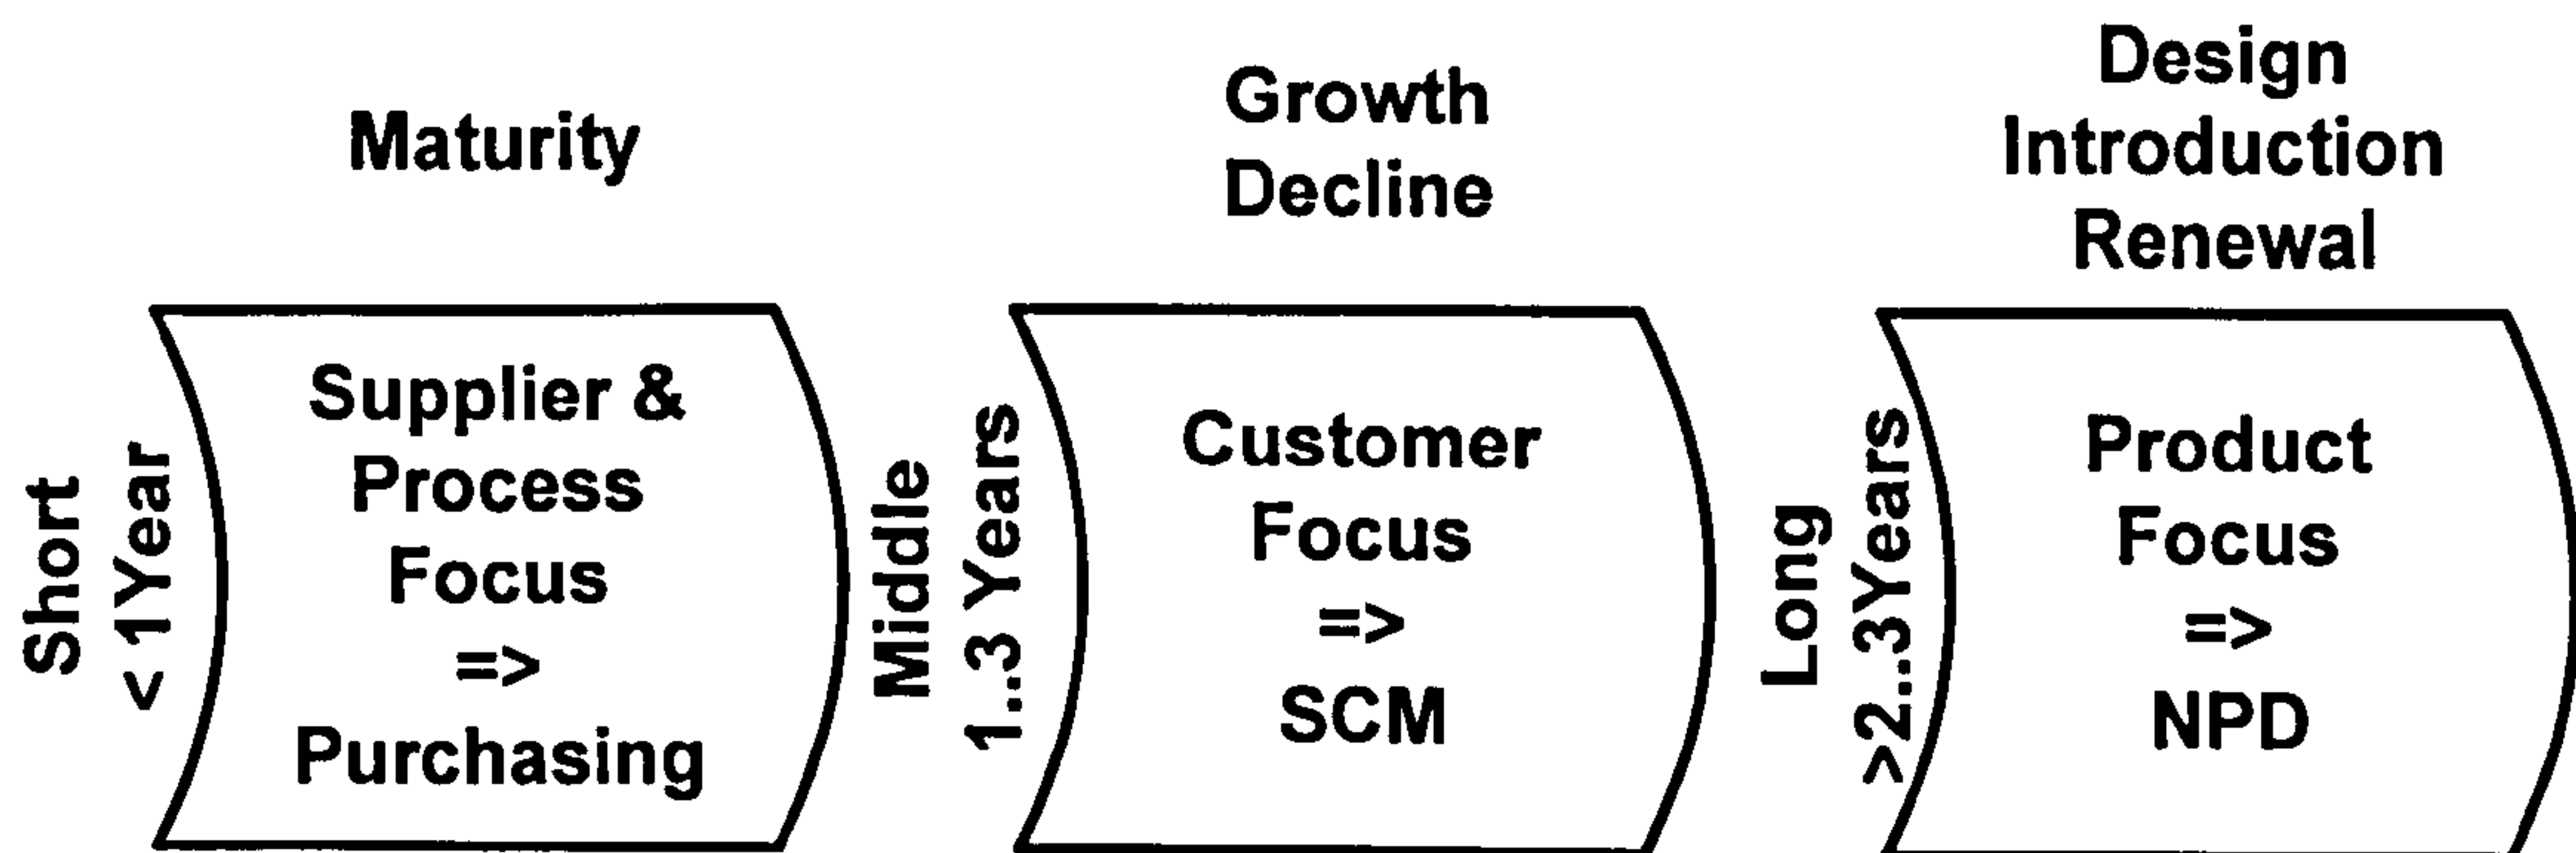 Maturity
Short
< 1Year
Supplier &
Process
Focus
=>
Purchasing
Growth
Decline
Middle
1..3 Years
Customer
Focus
=>
SCM
Design
Introduction
Renewal
Long
>2..3Years
Product
Focus
=>
NPD